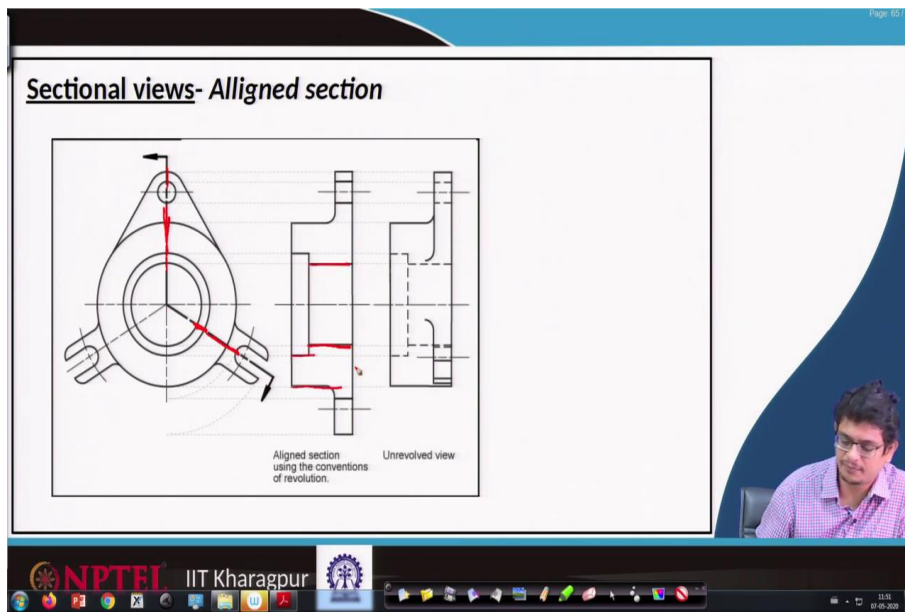 Page: 65 /
Sectional views- Alligned section
Aligned section
using the conventions
of revolution.
Unrevolved view
NPTEL
IIT Kharagpur
11:51
07-05-2020